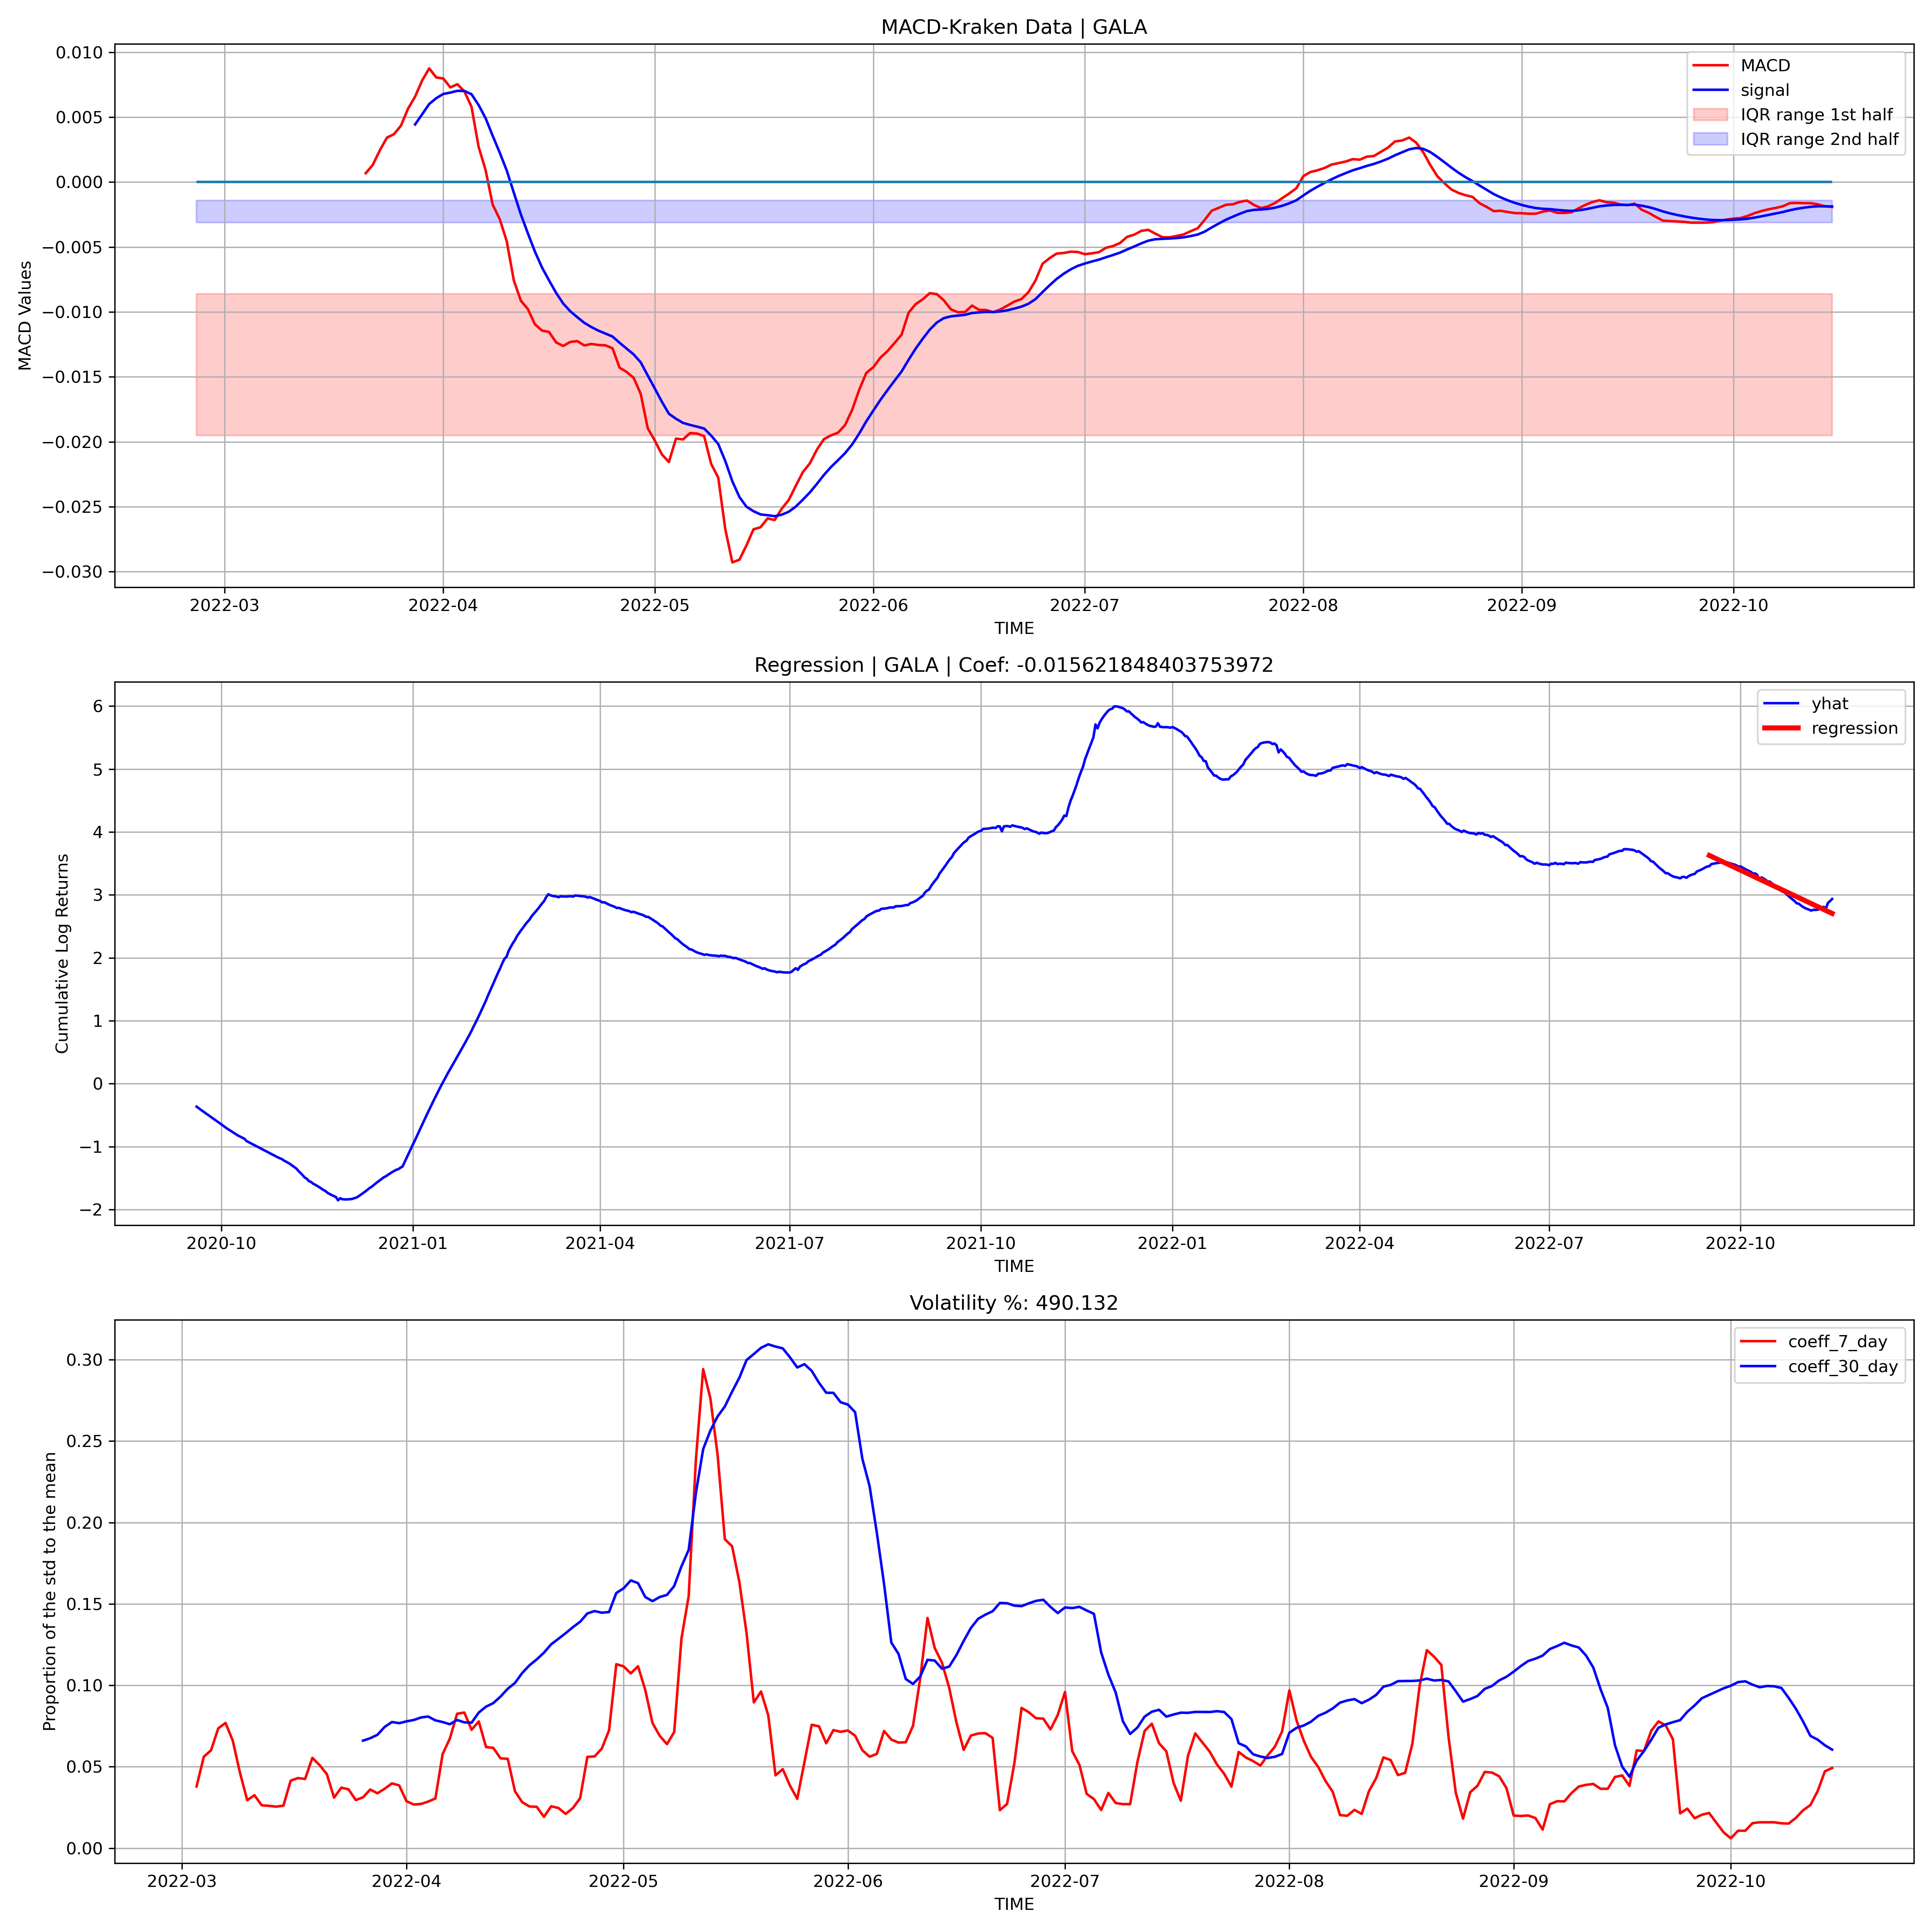 MACD-Kraken Data | GALA
MACD
signal
IQR range 1st half
IQR range 2nd half
0.010
0.005
0.000
−0.005
−0.010
−0.015
−0.020
−0.025
−0.030
MACD Values
2022-03 2022-04 2022-05 2022-06 2022-07 2022-08 2022-09 2022-10
TIME
Regression | GALA | Coef: -0.015621848403753972
yhat
regression
6
5
4
3
2
1
0
−1
−2
Cumulative Log Returns
2020-10 2021-01 2021-04 2021-07 2021-10 2022-01 2022-04 2022-07 2022-10
TIME
Volatility %: 490.132
coeff_7_day
coeff_30_day
0.30
0.25
0.20
0.15
0.10
0.05
0.00
Proportion of the std to the mean
2022-03 2022-04 2022-05 2022-06 2022-07 2022-08 2022-09 2022-10
TIME